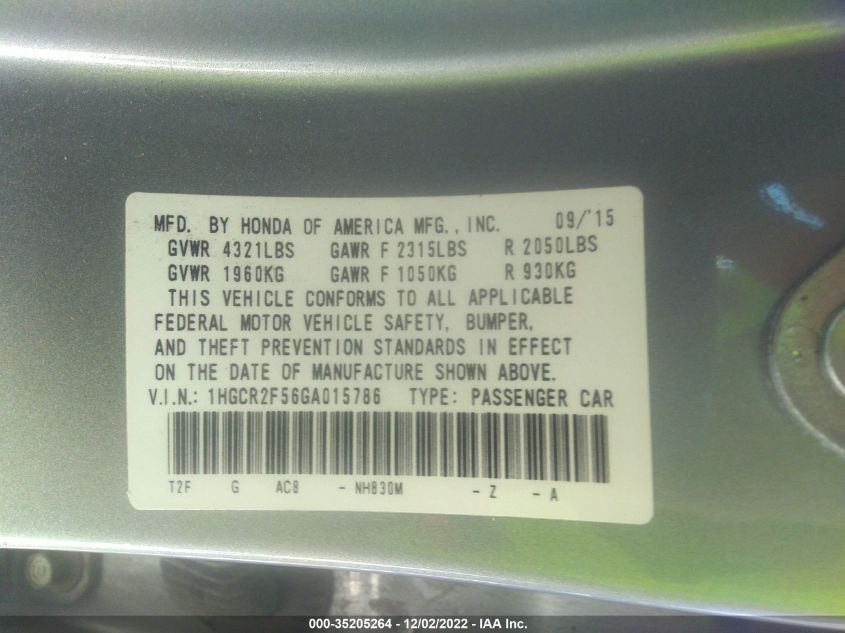 MFD. BY HONDA OF AMERICA MFG., INC. 09/'15
GVWR 4321LBS GAWR F 2315LBS R 2050LBS
GVWR 1960KG GAWR F 1050KG R 930KG
THIS VEHICLE CONFORMS TO ALL APPLICABLE
FEDERAL MOTOR VEHICLE SAFETY, BUMPER,
AND THEFT PREVENTION STANDARDS IN EFFECT
ON THE DATE OF MANUFACTURE SHOWN ABOVE.
V.I.N.: 1HGCR2F56GA015786 TYPE: PASSENGER CAR
T2F G AC8 - NH830M - Z - A
000-35205264 - 12/02/2022 - IAA Inc.